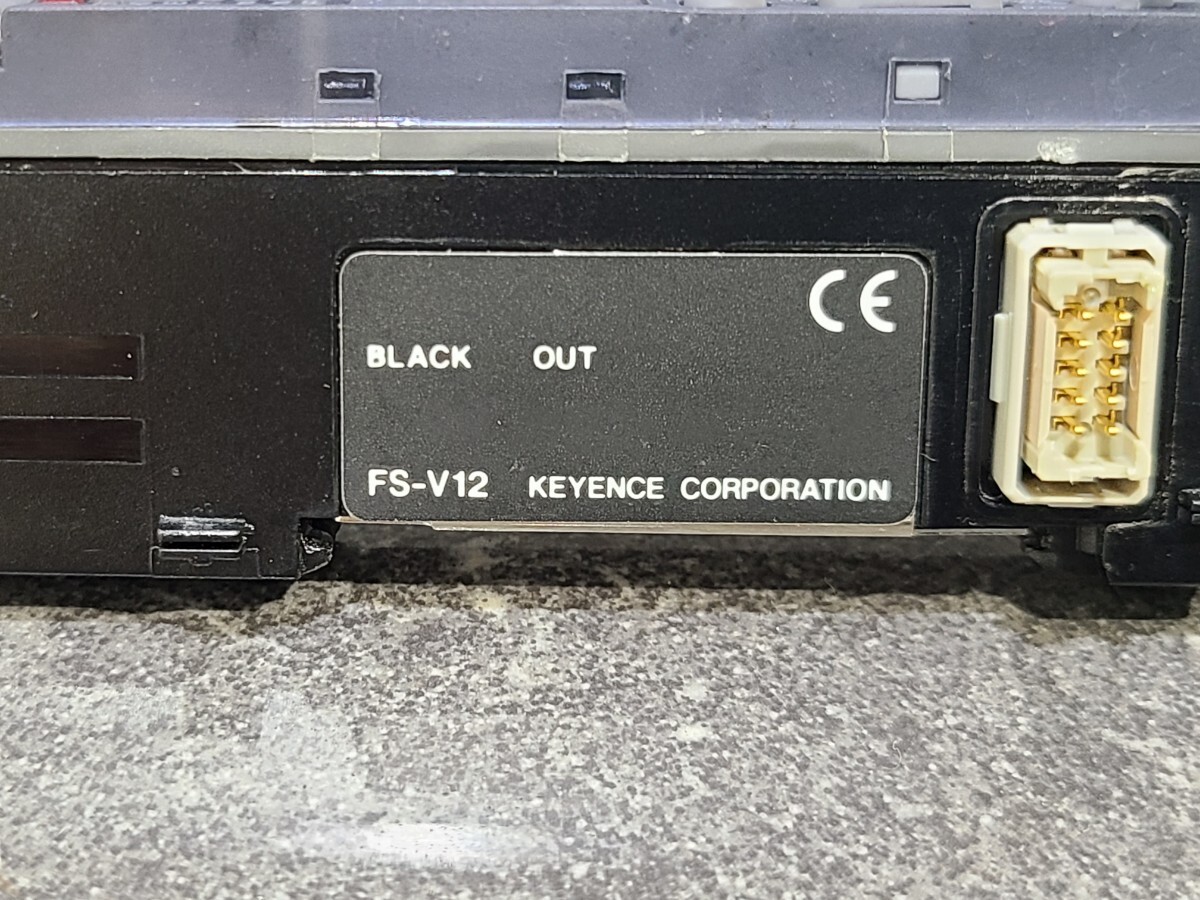 CE
BLACK OUT
FS-V12 KEYENCE CORPORATION